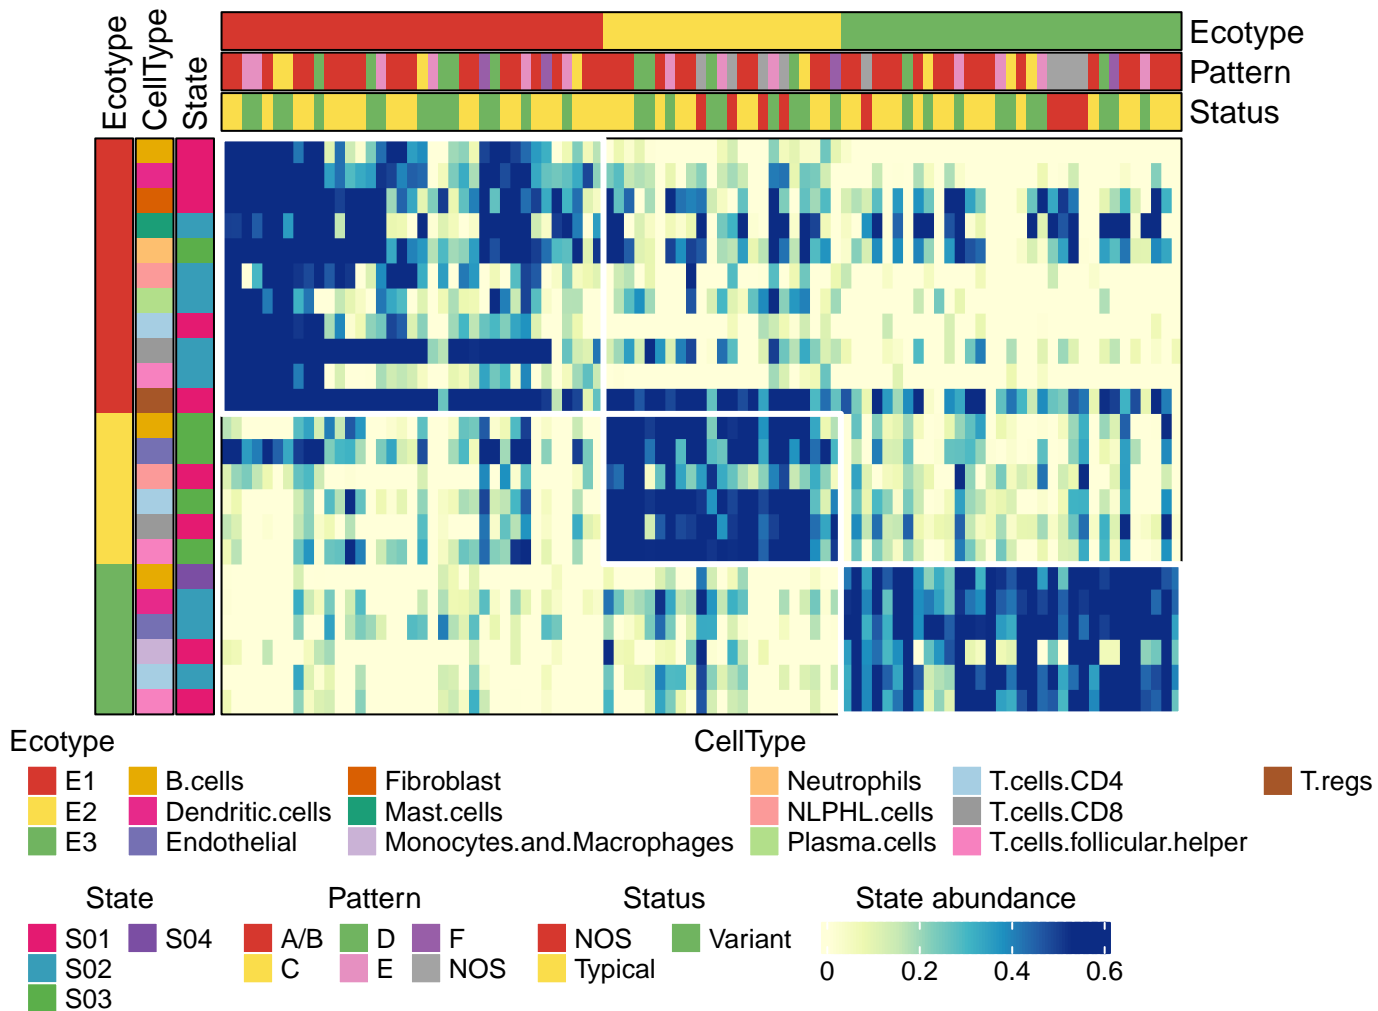 Ecotype
Pattern
Status
Ecotype
CellType
State
Ecotype
CellType
E1
B.cells
Fibroblast
Neutrophils
T.cells.CD4
T.regs
E2
Dendritic.cells
Mast.cells
NLPHL.cells
T.cells.CD8
E3
Endothelial
Monocytes.and.Macrophages
Plasma.cells
T.cells.follicular.helper
State
Pattern
Status
State abundance
S01
S04
A/B
D
F
NOS
Variant
S02
C
E
NOS
Typical
0
0.2
0.4
0.6
S03